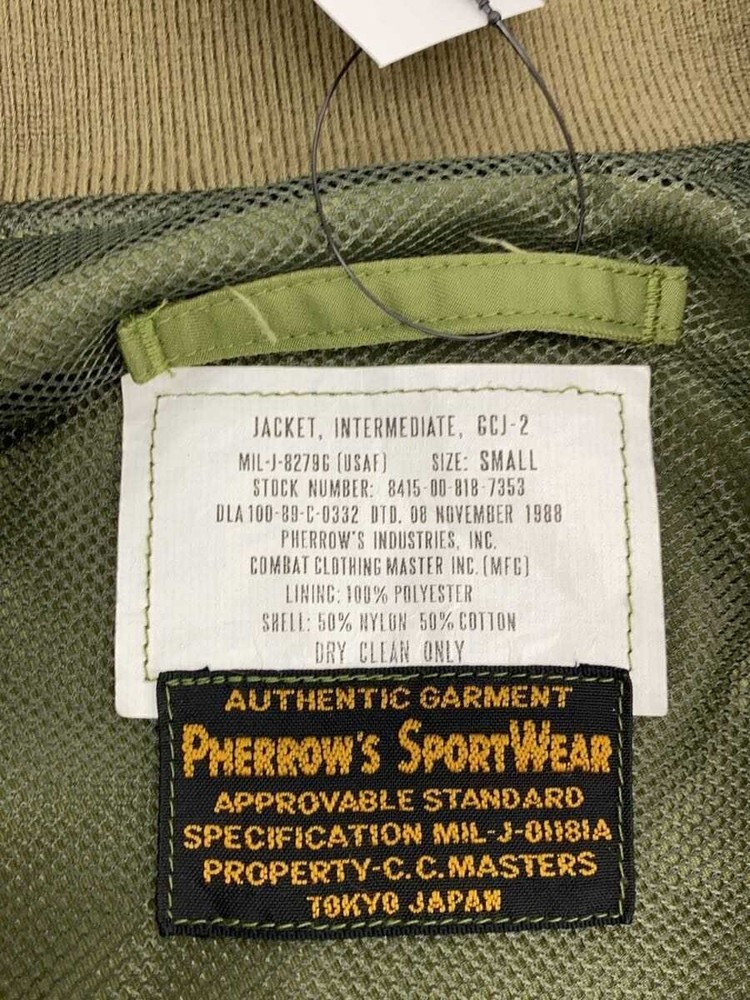 JACKET, INTERMEDIATE, GCJ-2
MIL-J-8279G (USAF) SIZE: SMALL
STOCK NUMBER: 8415-00-818-7353
DLA 100-89-C-0332 DTD. 08 NOVEMBER 1988
PHERROW'S INDUSTRIES, INC.
COMBAT CLOTHING MASTER INC. (MFG)
LINING: 100% POLYESTER
SHELL: 50% NYLON 50% COTTON
DRY CLEAN ONLY
AUTHENTIC GARMENT
PHERROW'S SPORTWEAR
APPROVABLE STANDARD
SPECIFICATION MIL-J-01181A
PROPERTY-C.C.MASTERS
TOKYO JAPAN